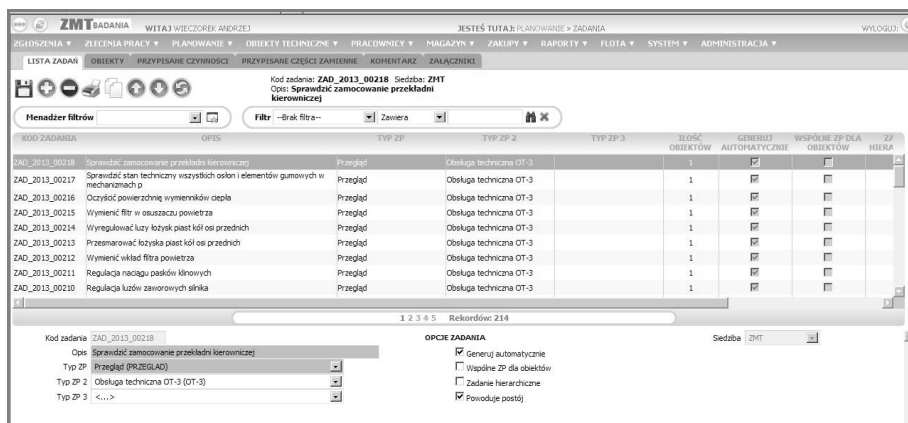 ZMT BADANIA WITAJ WIECZOREK ANDRZEJ JESTEŚ TUTAJ: PLANOWANIE » ZADANIA WYLOGUJ:
ZGŁOSZENIA ZLECENIA PRACY PLANOWANIE OBIEKTY TECHNICZNE PRACOWNICY MAGAZYN ZAKUPY RAPORTY FLOTA SYSTEM ADMINISTRACJA
LISTA ZADAŃ OBIEKTY PRZYPISANE CZYNNOŚCI PRZYPISANE CZĘŚCI ZAMIENNE KOMENTARZ ZAŁĄCZNIKI
Kod zadania: ZAD_2013_00218 Siedziba: ZMT
Opis: Sprawdzić zamocowanie przekładni
kierowniczej
Menadżer filtrów Filtr --Brak filtra-- Zawiera
KOD ZADANIA OPIS TYP ZP TYP ZP 2 TYP ZP 3 ILOŚĆ OBIEKTÓW GENERUJ AUTOMATYCZNIE WSPÓLNE ZP DLA OBIEKTÓW ZA HIERA
ZAD_2013_00218 Sprawdzić zamocowanie przekładni kierowniczej Przegląd Obsługa techniczna OT-3 1
ZAD_2013_00217 Sprawdzić stan techniczny wszystkich osłon i elementów gumowych w mechanizmach p Przegląd Obsługa techniczna OT-3 1
ZAD_2013_00216 Oczyścić powierzchnię wymienników ciepła Przegląd Obsługa techniczna OT-3 1
ZAD_2013_00215 Wymienić filtr w osuszaczu powietrza Przegląd Obsługa techniczna OT-3 1
ZAD_2013_00214 Wyregulować luzy łożysk piast kół osi przednich Przegląd Obsługa techniczna OT-3 1
ZAD_2013_00213 Przesmarować łożyska piast kół osi przednich Przegląd Obsługa techniczna OT-3 1
ZAD_2013_00212 Wymienić wkład filtra powietrza Przegląd Obsługa techniczna OT-3 1
ZAD_2013_00211 Regulacja naciągu pasków klinowych Przegląd Obsługa techniczna OT-3 1
ZAD_2013_00210 Regulacja luzów zaworowych silnika Przegląd Obsługa techniczna OT-3 1
1 2 3 4 5 Rekordów: 214
Kod zadania ZAD_2013_00218 OPCJE ZADANIA Siedziba ZMT
Opis Sprawdzić zamocowanie przekładni kierowniczej Generuj automatycznie
Typ ZP Przegląd (PRZEGLAD) Wspólne ZP dla obiektów
Typ ZP 2 Obsługa techniczna OT-3 (OT-3) Zadanie hierarchiczne
Typ ZP 3 <...> Powoduje postój